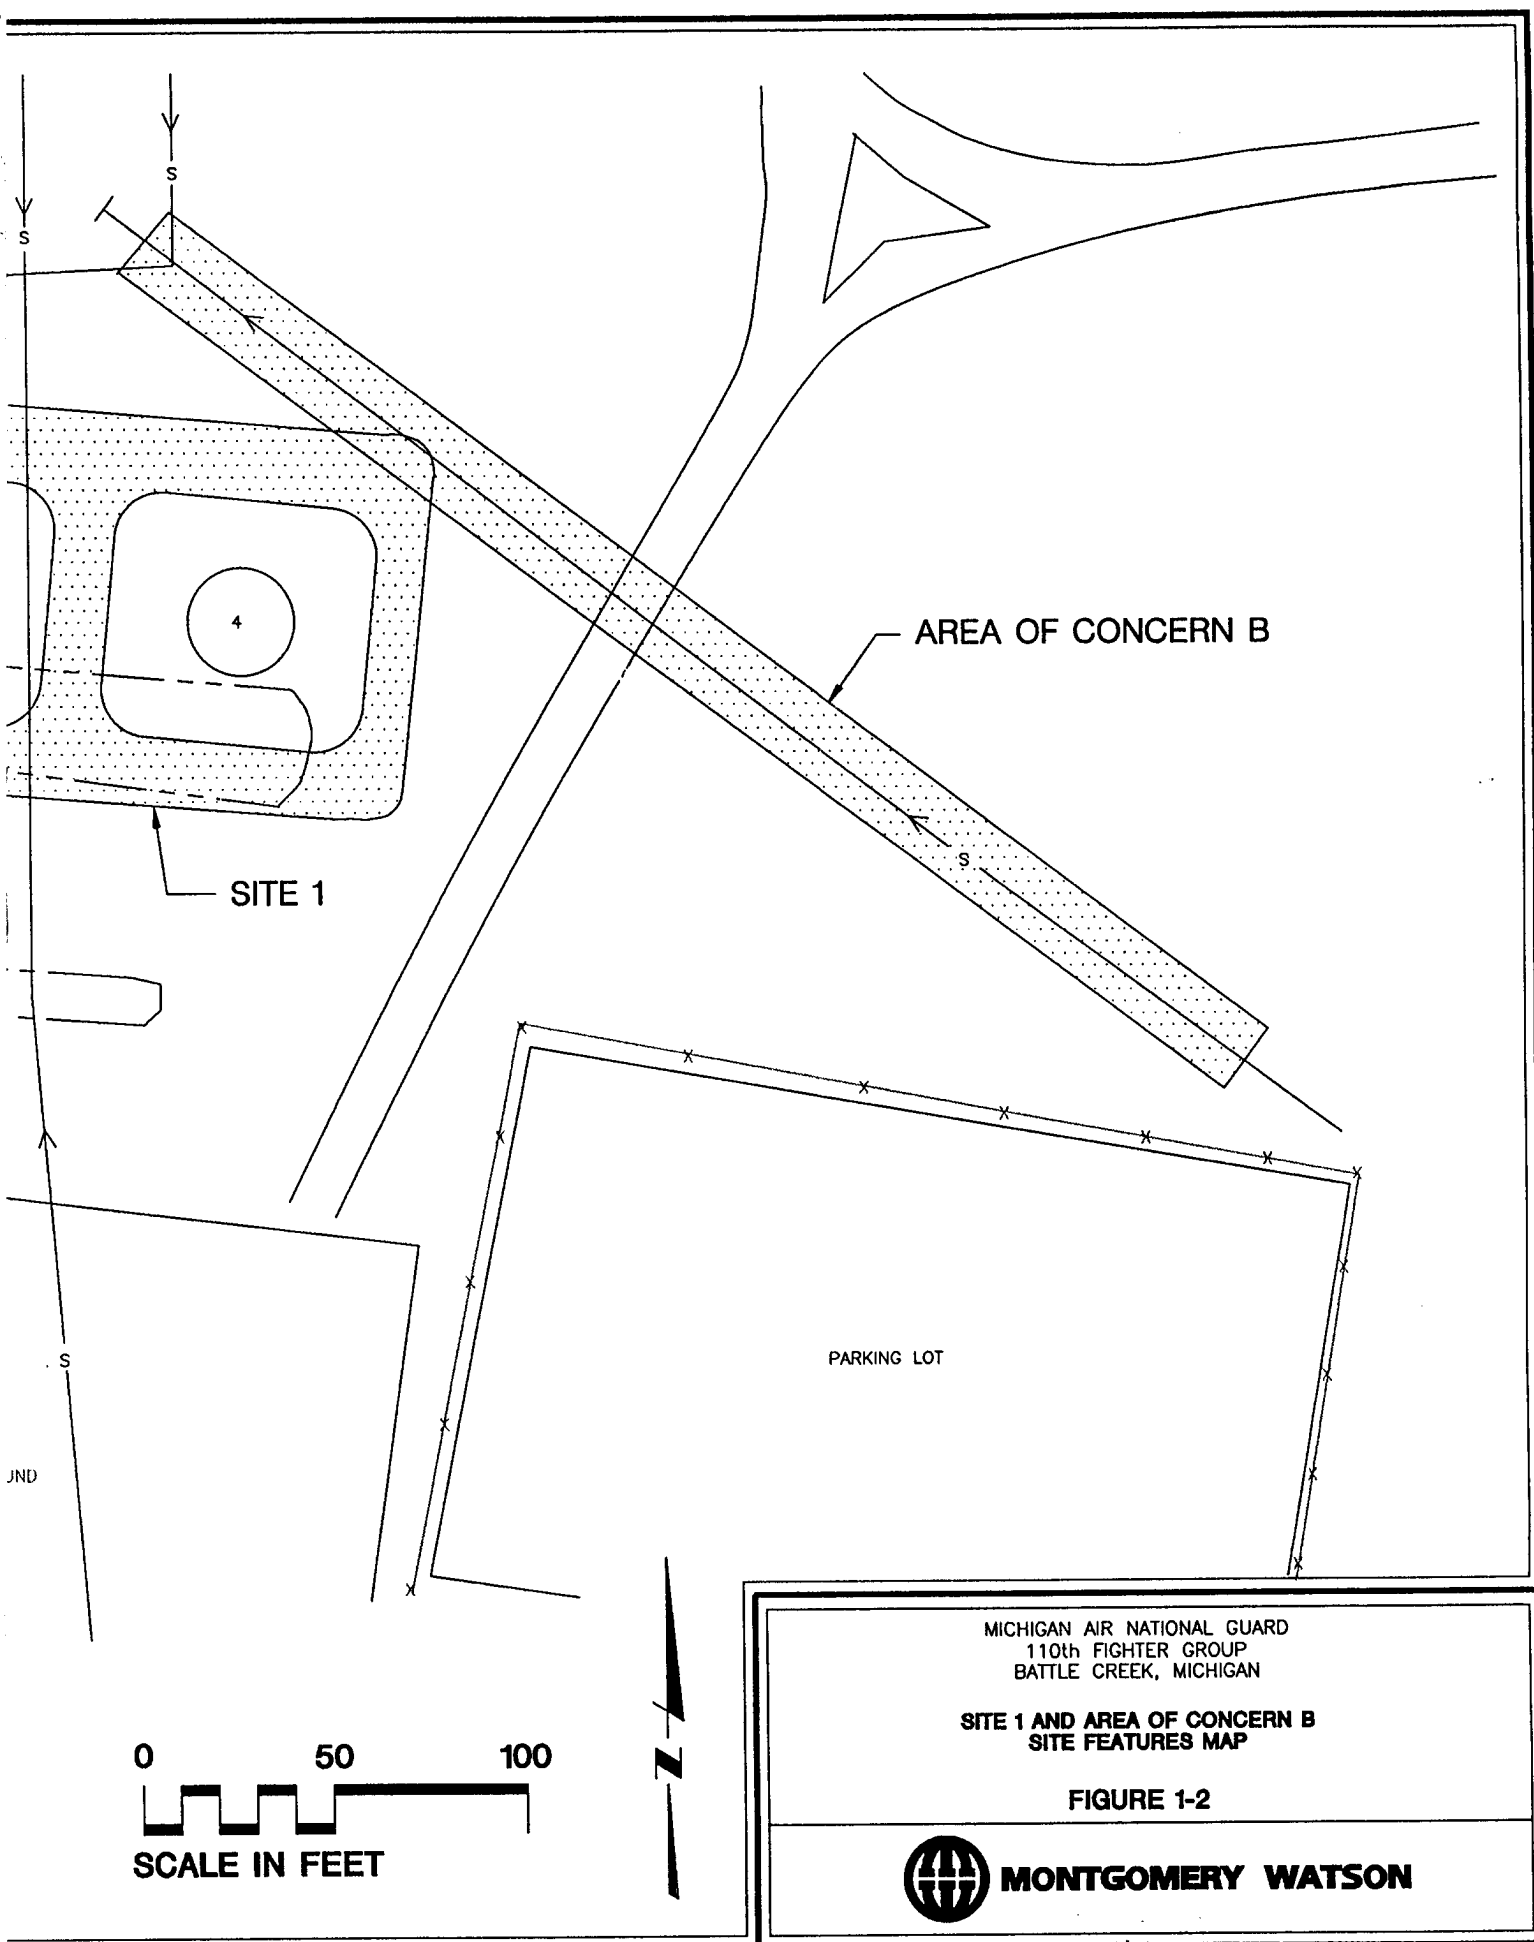 S
S
4
AREA OF CONCERN B
SITE 1
S
S
PARKING LOT
0 50 100
SCALE IN FEET
N
MICHIGAN AIR NATIONAL GUARD
110th FIGHTER GROUP
BATTLE CREEK, MICHIGAN
SITE 1 AND AREA OF CONCERN B
SITE FEATURES MAP
FIGURE 1-2
MONTGOMERY WATSON